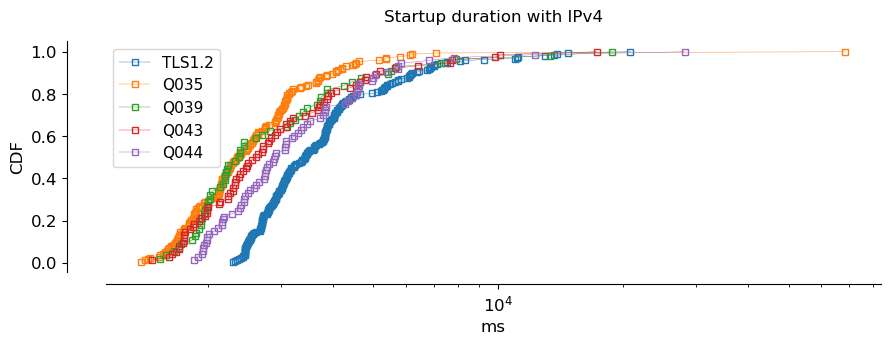 Startup duration with IPv4
CDF
1.0
0.8
0.6
0.4
0.2
0.0
TLS1.2
Q035
Q039
Q043
Q044
10⁴
ms